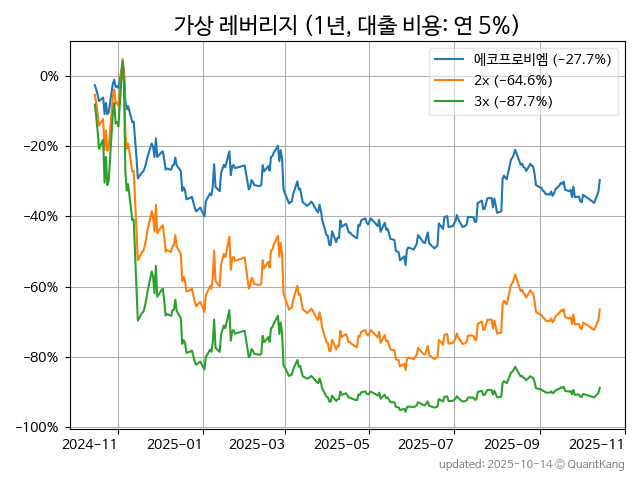 가상 레버리지 (1년, 대출 비용: 연 5%)
에코프로비엠 (−27.7%)
2x (−64.6%)
3x (−87.7%)
0%
−20%
−40%
−60%
−80%
−100%
2024-11 2025-01 2025-03 2025-05 2025-07 2025-09 2025-11
updated: 2025-10-14 © QuantKang